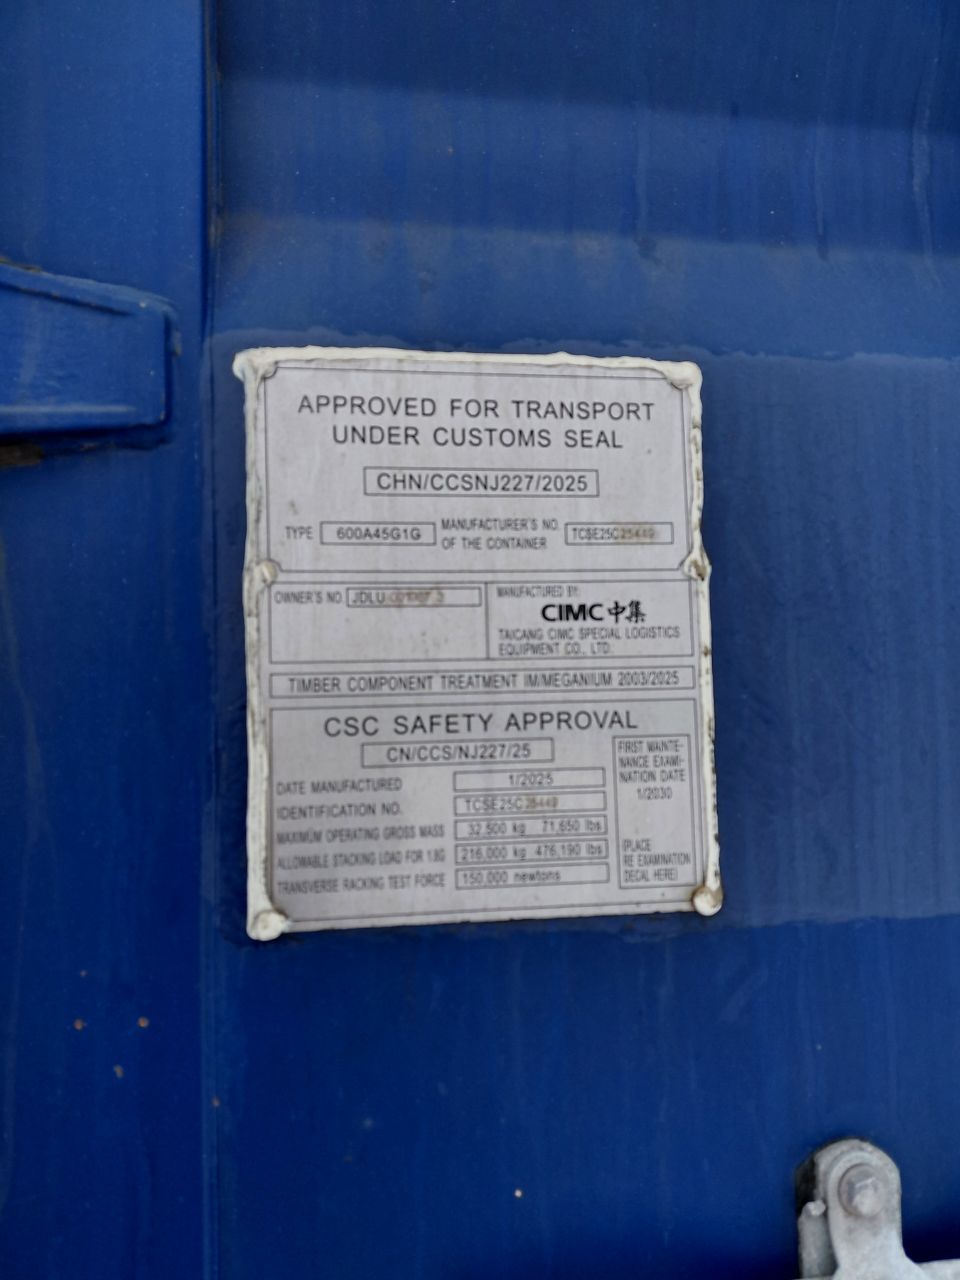 APPROVED FOR TRANSPORT
UNDER CUSTOMS SEAL
CHN/CCSNJ227/2025
TYPE 600A45G1G MANUFACTURER'S NO. OF THE CONTAINER TCSE25C25449
OWNER'S NO. JDLU
MANUFACTURED BY:
CIMC 中集
TAICANG CIMC SPECIAL LOGISTICS
EQUIPMENT CO., LTD.
TIMBER COMPONENT TREATMENT IM/MEGANIUM 2003/2025
CSC SAFETY APPROVAL
CN/CCS/NJ227/25
DATE MANUFACTURED 1/2025
IDENTIFICATION NO. TCSE25C25449
MAXIMUM OPERATING GROSS MASS 32,500 kg 71,650 lbs
ALLOWABLE STACKING LOAD FOR 1.8G 216,000 kg 476,190 lbs
TRANSVERSE RACKING TEST FORCE 150,000 newtons
FIRST MAINTE-
NANCE EXAMI-
NATION DATE
1/2030
(PLACE
RE EXAMINATION
DECAL HERE)